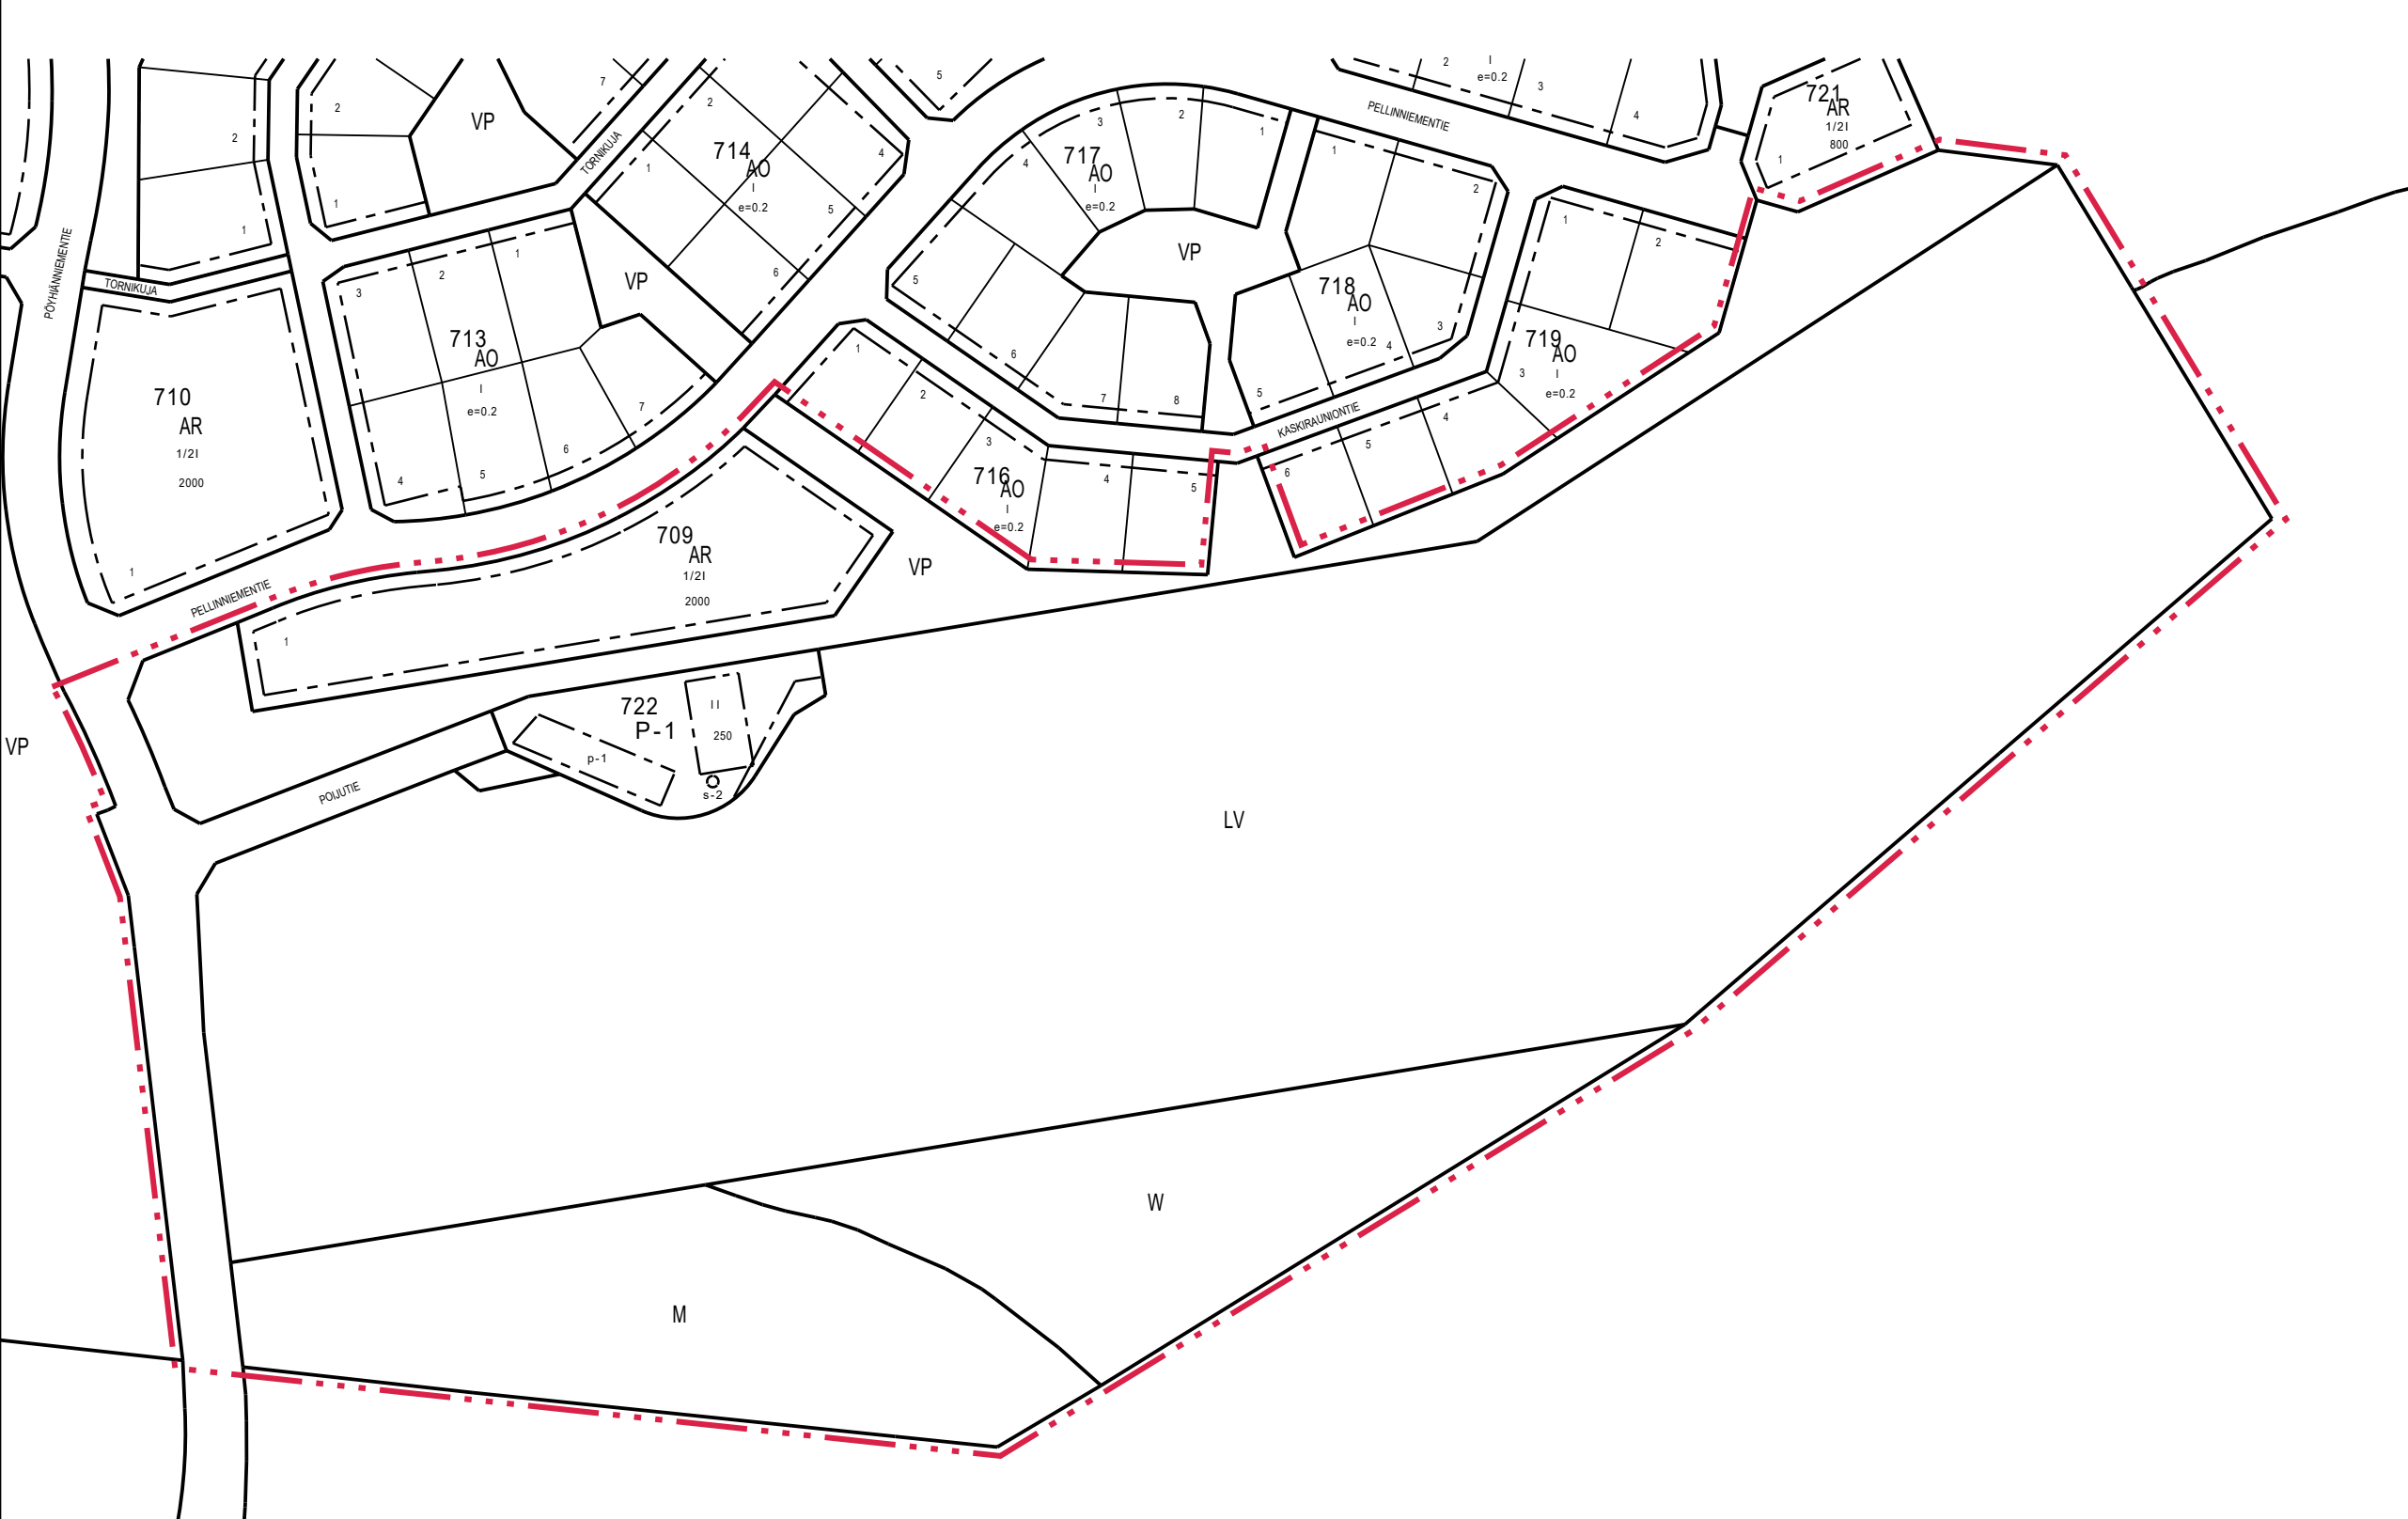 5
2
1
2
3
4
I
e=0.2
721
AR
1/2I
800
1
2
1
2
1
VP
7
TORNIKUJA
714
AO
I
e=0.2
1
2
4
5
6
717
AO
I
e=0.2
1
2
3
4
5
6
7
8
VP
PELLINNIEMENTIE
718
AO
I
e=0.2
1
2
3
4
5
719
AO
I
e=0.2
1
2
3
4
5
6
PÖYHÄNNIEMENTIE
TORNIKUJA
VP
713
AO
I
e=0.2
1
2
3
4
5
6
7
710
AR
1/2I
2000
1
716
AO
I
e=0.2
1
2
3
4
5
KASKIRAUNIONTIE
709
AR
1/2I
2000
1
VP
PELLINNIEMENTIE
VP
722
P-1
II
250
p-1
s-2
POIJUTIE
LV
W
M